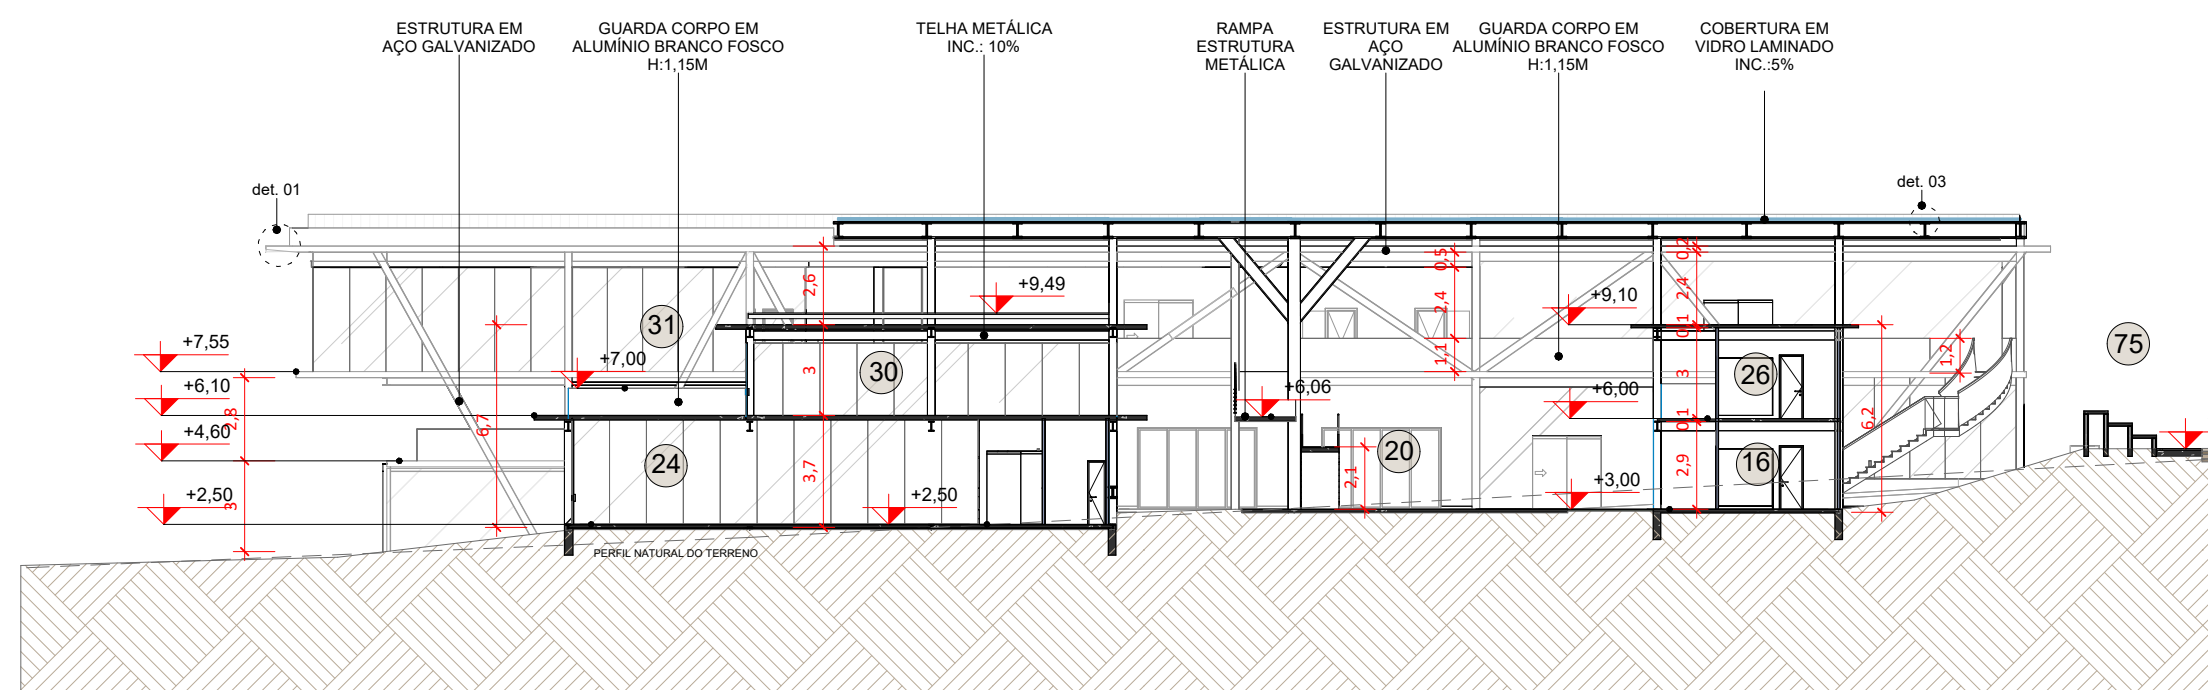 ESTRUTURA EM
AÇO GALVANIZADO
GUARDA CORPO EM
ALUMÍNIO BRANCO FOSCO
H:1,15M
TELHA METÁLICA
INC.: 10%
RAMPA
ESTRUTURA
METÁLICA
ESTRUTURA EM
AÇO
GALVANIZADO
GUARDA CORPO EM
ALUMÍNIO BRANCO FOSCO
H:1,15M
COBERTURA EM
VIDRO LAMINADO
INC.:5%
det. 01
det. 03
+7,55
+6,10
2,8
+4,60
+2,50
3
6,7
31
+7,00
24
2,6
3
3,7
30
+9,49
+2,50
+6,06
2,1
20
0,5
2,4
1,1
+9,10
+6,00
+3,00
0,2
2,4
0,1
3
0,1
2,9
26
16
6,2
1,2
75
PERFIL NATURAL DO TERRENO